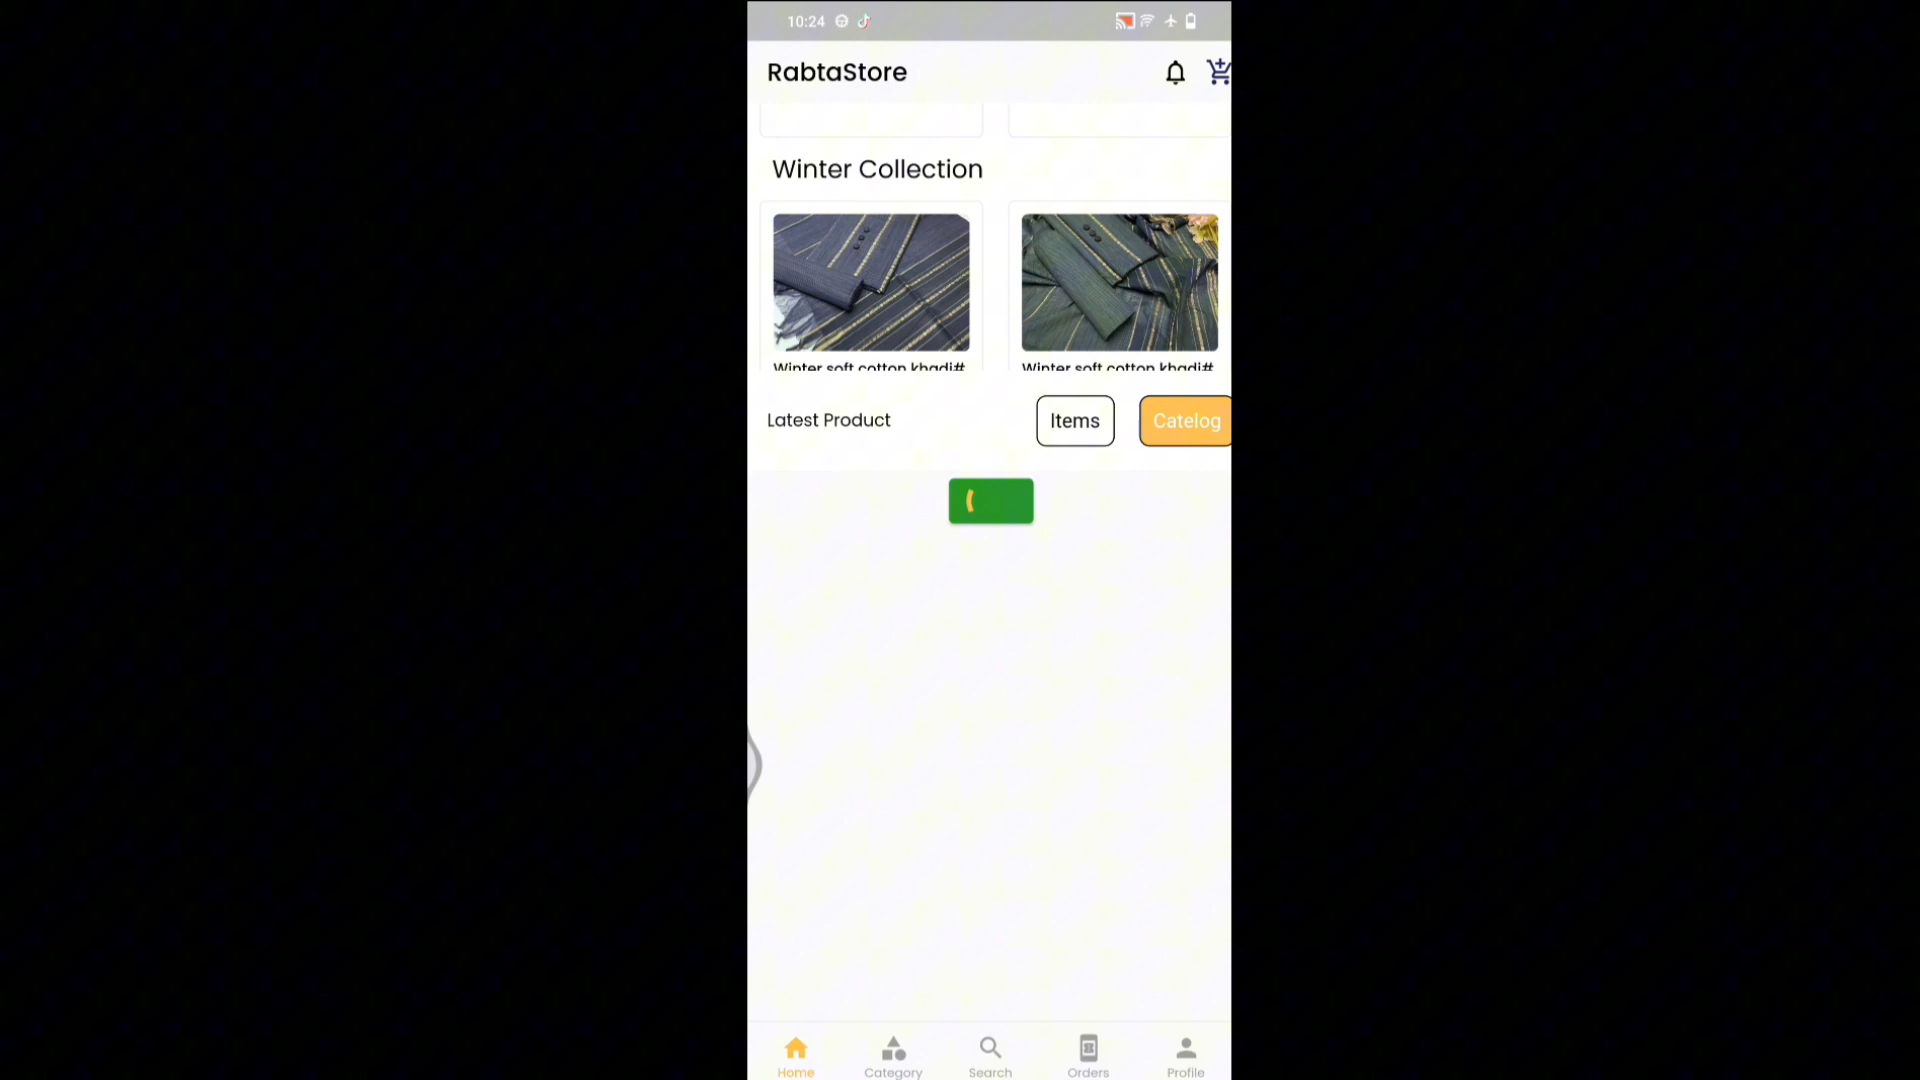 10:24
RabtaStore
Winter Collection
Winter soft cotton khadi#
Winter soft cotton khadi#
Latest Product
Items
Catelog
Home
Category
Search
Orders
Profile